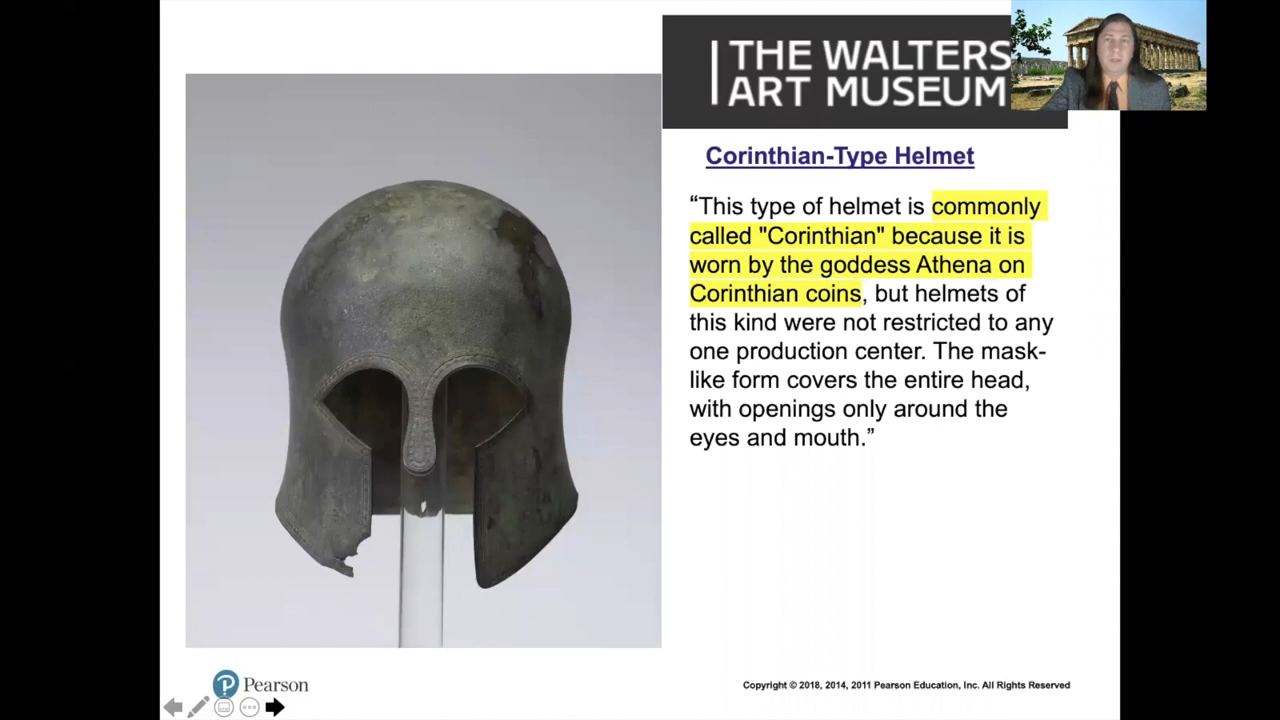 THE WALTERS
ART MUSEUM
Corinthian-Type Helmet
“This type of helmet is commonly
called "Corinthian" because it is
worn by the goddess Athena on
Corinthian coins, but helmets of
this kind were not restricted to any
one production center. The mask-
like form covers the entire head,
with openings only around the
eyes and mouth.”
Pearson
Copyright © 2018, 2014, 2011 Pearson Education, Inc. All Rights Reserved